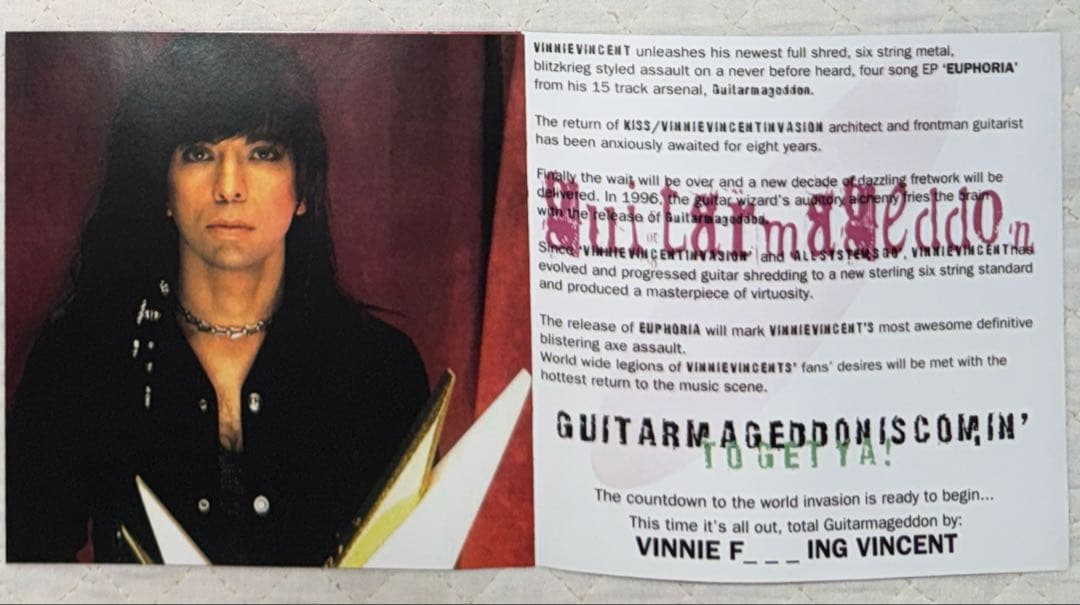 VINNIEVINCENT unleashes his newest full shred, six string metal,
blitzkrieg styled assault on a never before heard, four song EP 'EUPHORIA'
from his 15 track arsenal, Guitarmageddon.
The return of KISS/VINNIEVINCENTINVASION architect and frontman guitarist
has been anxiously awaited for eight years.
Finally the wait will be over and a new decade of dazzling fretwork will be
delivered. In 1996, the guitar wizard's auditory alchemy fries the brain
with the release of Guitarmageddon.
Guitarmageddon
Since 'VINNIEVINCENTINVASION' and 'ALLSYSTEMSGO', VINNIEVINCENT has
evolved and progressed guitar shredding to a new sterling six string standard
and produced a masterpiece of virtuosity.
The release of EUPHORIA will mark VINNIEVINCENT'S most awesome definitive
blistering axe assault.
World wide legions of VINNIEVINCENTS' fans' desires will be met with the
hottest return to the music scene.
GUITARMAGEDDONISCOMIN'
TO GET YA!
The countdown to the world invasion is ready to begin...
This time it's all out, total Guitarmageddon by:
VINNIE F_ _ _ ING VINCENT